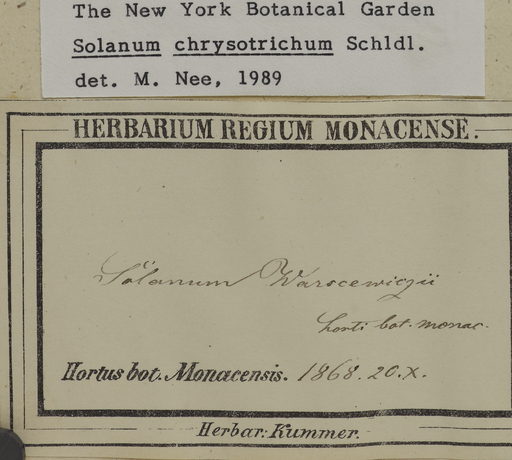 The New York Botanical Garden
Solanum chrysotrichum Schldl.
det. M. Nee, 1989
HERBARIUM REGIUM MONACENSE.
Solanum Warscewiczii
horti bot. monac.
Hortus bot. Monacensis. 1868. 20.X.
Herbar: Kummer.